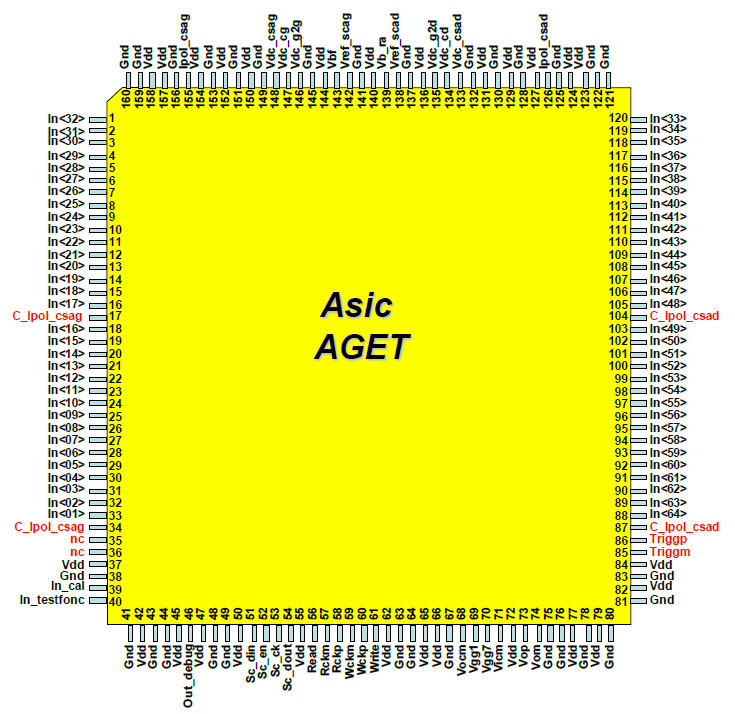 Gnd Gnd Vdd Vdd Gnd Ipol_csag Vdd Gnd Vdd Gnd Vdd Gnd Vdc_csag Vdc_cg Vdc_g2g Gnd Vdd Vbf Vref_scag Gnd Vdd Vb_ra Vref_scad Gnd Vdd Vdc_g2d Vdc_cd Vdc_csad Gnd Vdd Gnd Vdd Gnd Vdd Ipol_csad Gnd Vdd Vdd Gnd Gnd
160 159 158 157 156 155 154 153 152 151 150 149 148 147 146 145 144 143 142 141 140 139 138 137 136 135 134 133 132 131 130 129 128 127 126 125 124 123 122 121
In<32> 1
In<31> 2
In<30> 3
In<29> 4
In<28> 5
In<27> 6
In<26> 7
In<25> 8
In<24> 9
In<23> 10
In<22> 11
In<21> 12
In<20> 13
In<19> 14
In<18> 15
In<17> 16
C_Ipol_csag 17
In<16> 18
In<15> 19
In<14> 20
In<13> 21
In<12> 22
In<11> 23
In<10> 24
In<09> 25
In<08> 26
In<07> 27
In<06> 28
In<05> 29
In<04> 30
In<03> 31
In<02> 32
In<01> 33
C_Ipol_csag 34
nc 35
nc 36
Vdd 37
Gnd 38
In_cal 39
In_testfonc 40
Asic
AGET
120 In<33>
119 In<34>
118 In<35>
117 In<36>
116 In<37>
115 In<38>
114 In<39>
113 In<40>
112 In<41>
111 In<42>
110 In<43>
109 In<44>
108 In<45>
107 In<46>
106 In<47>
105 In<48>
104 C_Ipol_csad
103 In<49>
102 In<50>
101 In<51>
100 In<52>
99 In<53>
98 In<54>
97 In<55>
96 In<56>
95 In<57>
94 In<58>
93 In<59>
92 In<60>
91 In<61>
90 In<62>
89 In<63>
88 In<64>
87 C_Ipol_csad
86 Triggp
85 Triggm
84 Vdd
83 Gnd
82 Vdd
81 Gnd
41 42 43 44 45 46 47 48 49 50 51 52 53 54 55 56 57 58 59 60 61 62 63 64 65 66 67 68 69 70 71 72 73 74 75 76 77 78 79 80
Gnd Vdd Gnd Gnd Vdd Out_debug Vdd Gnd Gnd Vdd Sc_din Sc_en Sc_ck Sc_dout Vdd Read Rckm Rckp Wckm Wckp Write Vdd Gnd Gnd Vdd Vdd Gnd Vocm Vgg1 Vgg7 Vicm Vdd Vop Vom Gnd Gnd Vdd Gnd Vdd Gnd